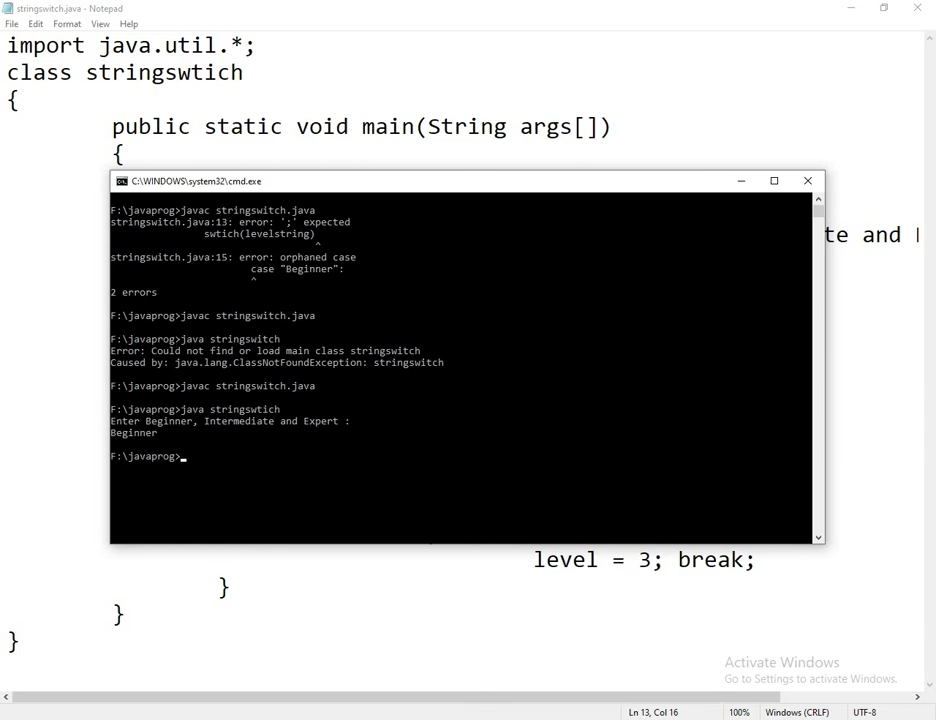 stringswitch.java - Notepad
File Edit Format View Help
import java.util.*;
class stringswtich
{
public static void main(String args[])
{
C:\WINDOWS\system32\cmd.exe
F:\javaprog>javac stringswitch.java
stringswitch.java:13: error: ';' expected
swtich(levelstring)
^
stringswitch.java:15: error: orphaned case
case "Beginner":
^
2 errors
F:\javaprog>javac stringswitch.java
F:\javaprog>java stringswitch
Error: Could not find or load main class stringswitch
Caused by: java.lang.ClassNotFoundException: stringswitch
F:\javaprog>javac stringswitch.java
F:\javaprog>java stringswtich
Enter Beginner, Intermediate and Expert :
Beginner
F:\javaprog>
te and
level = 3; break;
}
}
}
Activate Windows
Go to Settings to activate Windows.
Ln 13, Col 16 100% Windows (CRLF) UTF-8